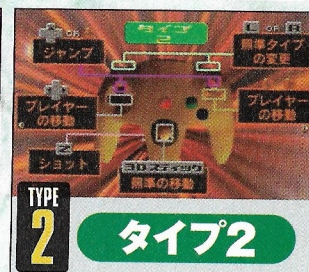 タイプ
2
OR
ジャンプ
L OR R
照準タイプ
の変更
プレイヤー
の移動
プレイヤー
の移動
Z
ショット
3Dスティック
照準の移動
TYPE
2
タイプ2